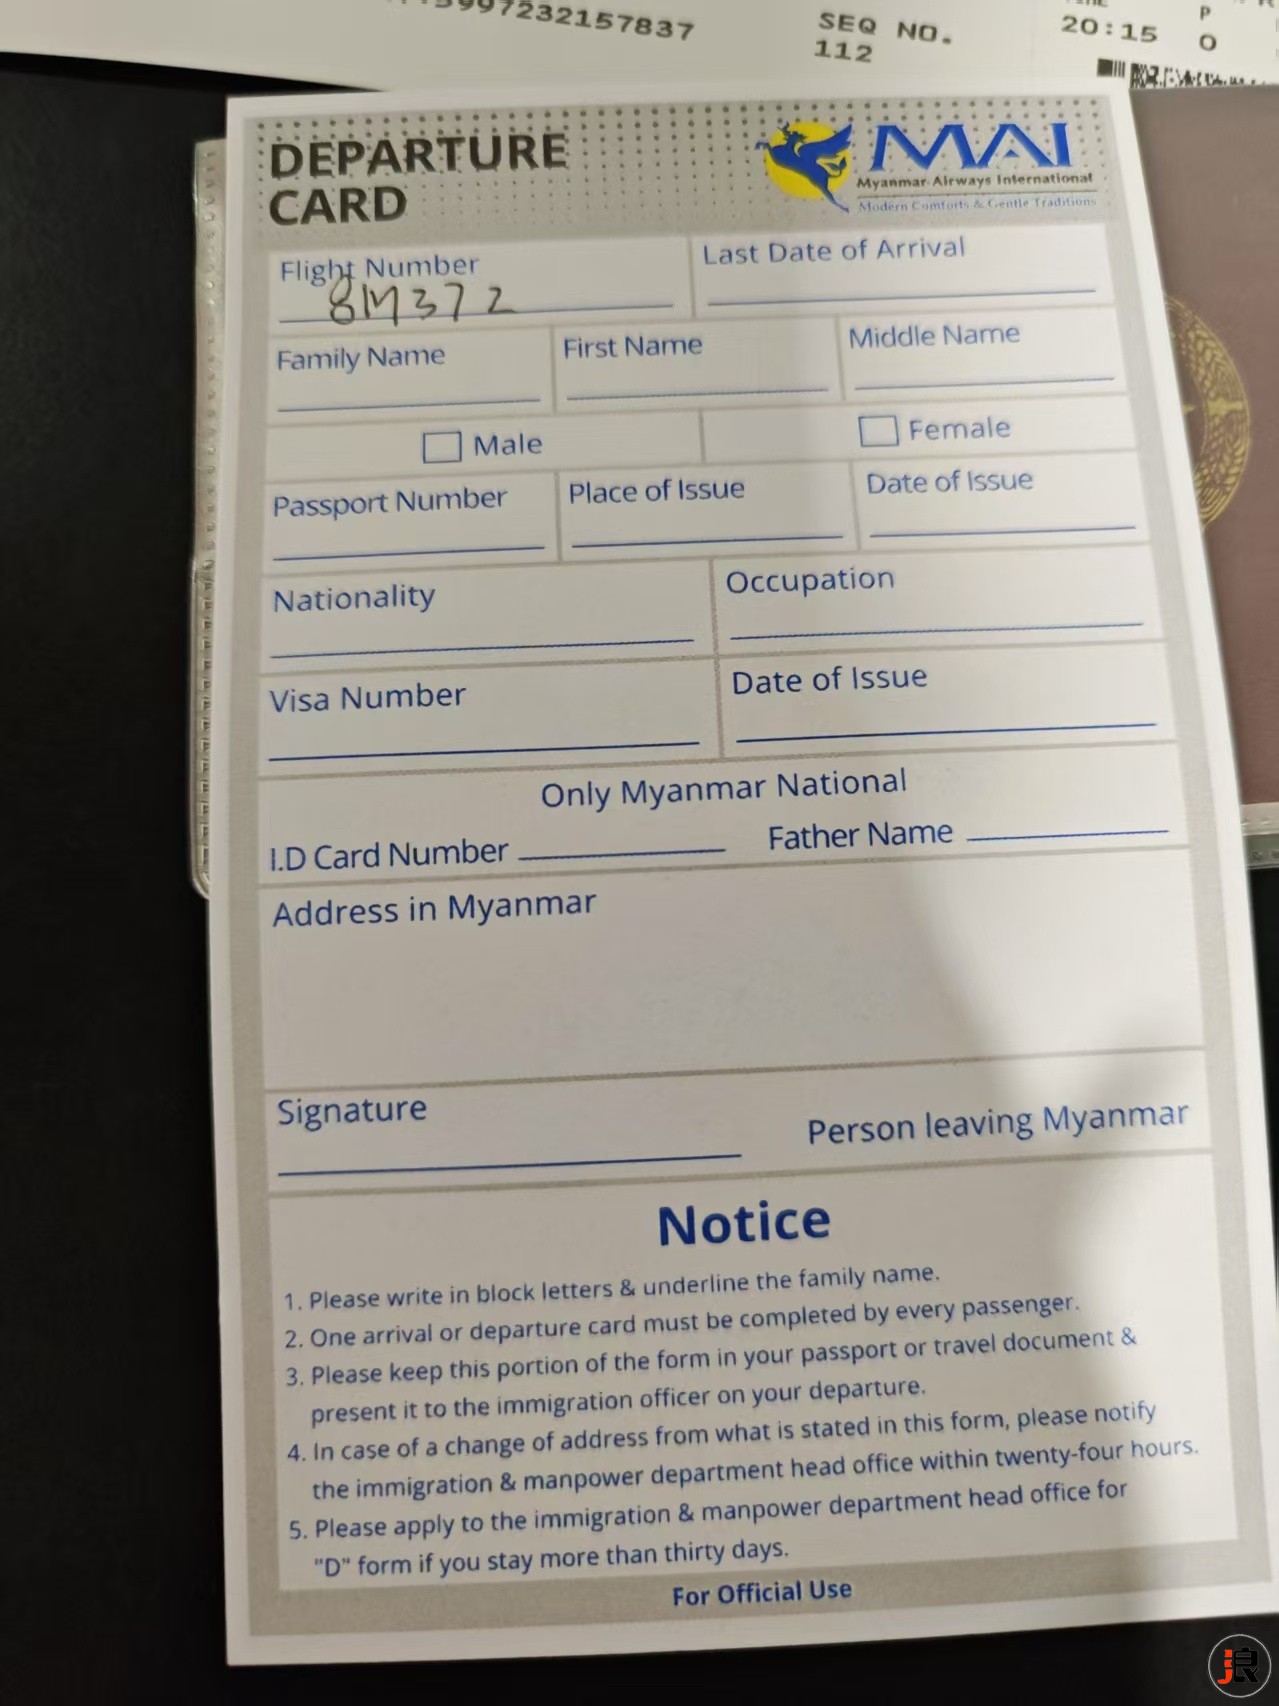 5997232157837
SEQ NO.
112
20:15
P
O
DEPARTURE
CARD
MAI
Myanmar Airways International
Modern Comforts & Gentle Traditions
Flight Number
8M372
Last Date of Arrival
Family Name
First Name
Middle Name
Male
Female
Passport Number
Place of Issue
Date of Issue
Nationality
Occupation
Visa Number
Date of Issue
Only Myanmar National
I.D Card Number
Father Name
Address in Myanmar
Signature
Person leaving Myanmar
Notice
1. Please write in block letters & underline the family name.
2. One arrival or departure card must be completed by every passenger.
3. Please keep this portion of the form in your passport or travel document &
present it to the immigration officer on your departure.
4. In case of a change of address from what is stated in this form, please notify
the immigration & manpower department head office within twenty-four hours.
5. Please apply to the immigration & manpower department head office for
"D" form if you stay more than thirty days.
For Official Use